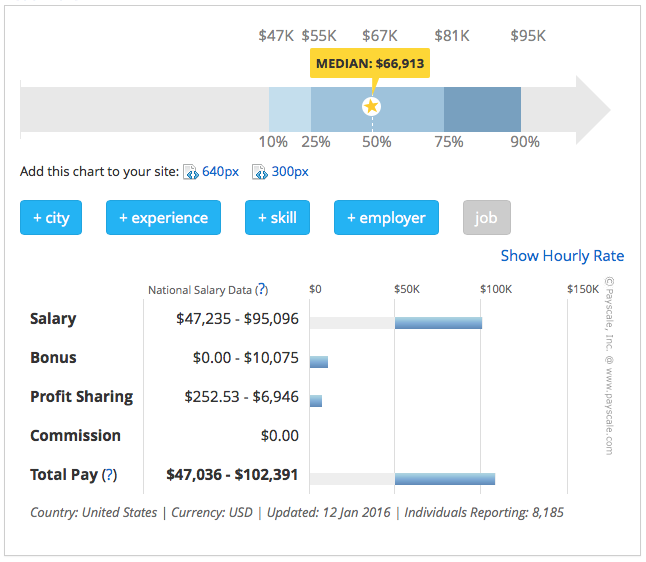 $47K $55K $67K $81K $95K
MEDIAN: $66,913
10% 25% 50% 75% 90%
Add this chart to your site: 640px 300px
+ city + experience + skill + employer job
Show Hourly Rate
National Salary Data (?) $0 $50K $100K $150K
Salary $47,235 - $95,096
Bonus $0.00 - $10,075
Profit Sharing $252.53 - $6,946
Commission $0.00
Total Pay (?) $47,036 - $102,391
© Payscale, Inc. @ www.payscale.com
Country: United States | Currency: USD | Updated: 12 Jan 2016 | Individuals Reporting: 8,185